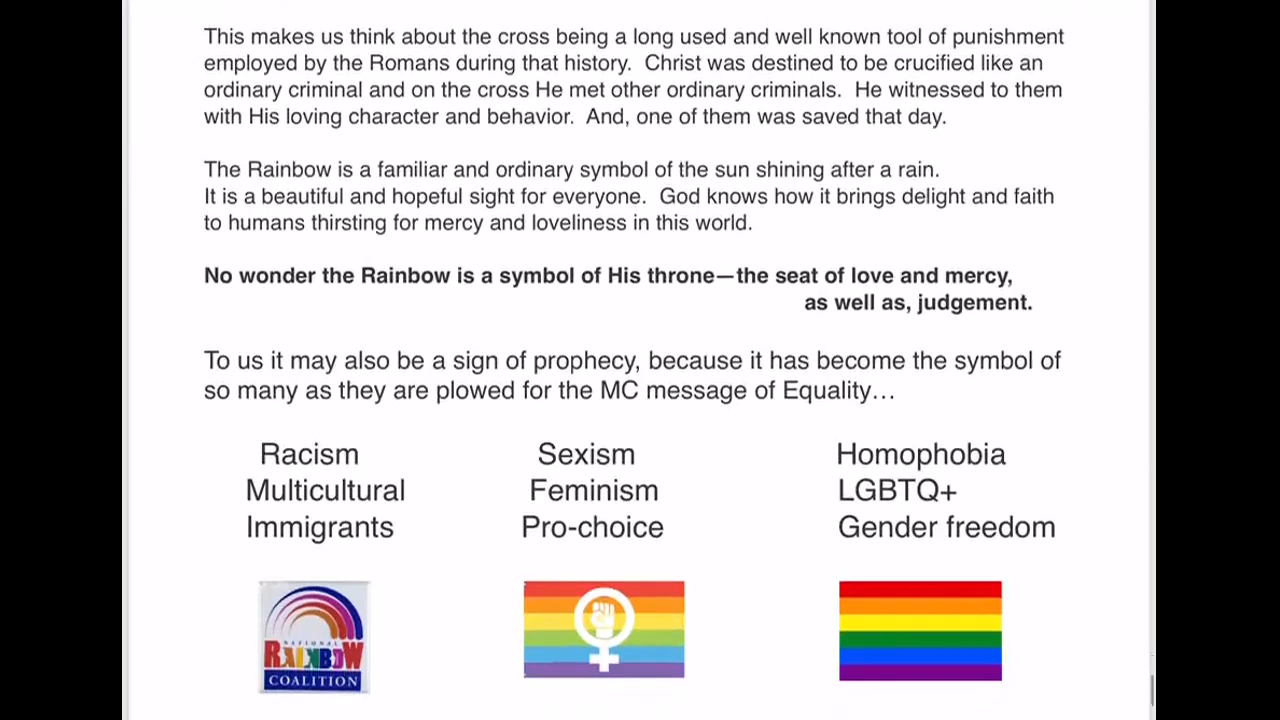 This makes us think about the cross being a long used and well known tool of punishment
employed by the Romans during that history.  Christ was destined to be crucified like an
ordinary criminal and on the cross He met other ordinary criminals.  He witnessed to them
with His loving character and behavior.  And, one of them was saved that day.
The Rainbow is a familiar and ordinary symbol of the sun shining after a rain.
It is a beautiful and hopeful sight for everyone.  God knows how it brings delight and faith
to humans thirsting for mercy and loveliness in this world.
No wonder the Rainbow is a symbol of His throne—the seat of love and mercy,
as well as, judgement.
To us it may also be a sign of prophecy, because it has become the symbol of
so many as they are plowed for the MC message of Equality…
Racism Sexism Homophobia
Multicultural Feminism LGBTQ+
Immigrants Pro-choice Gender freedom
NATIONAL
RAINBOW
COALITION